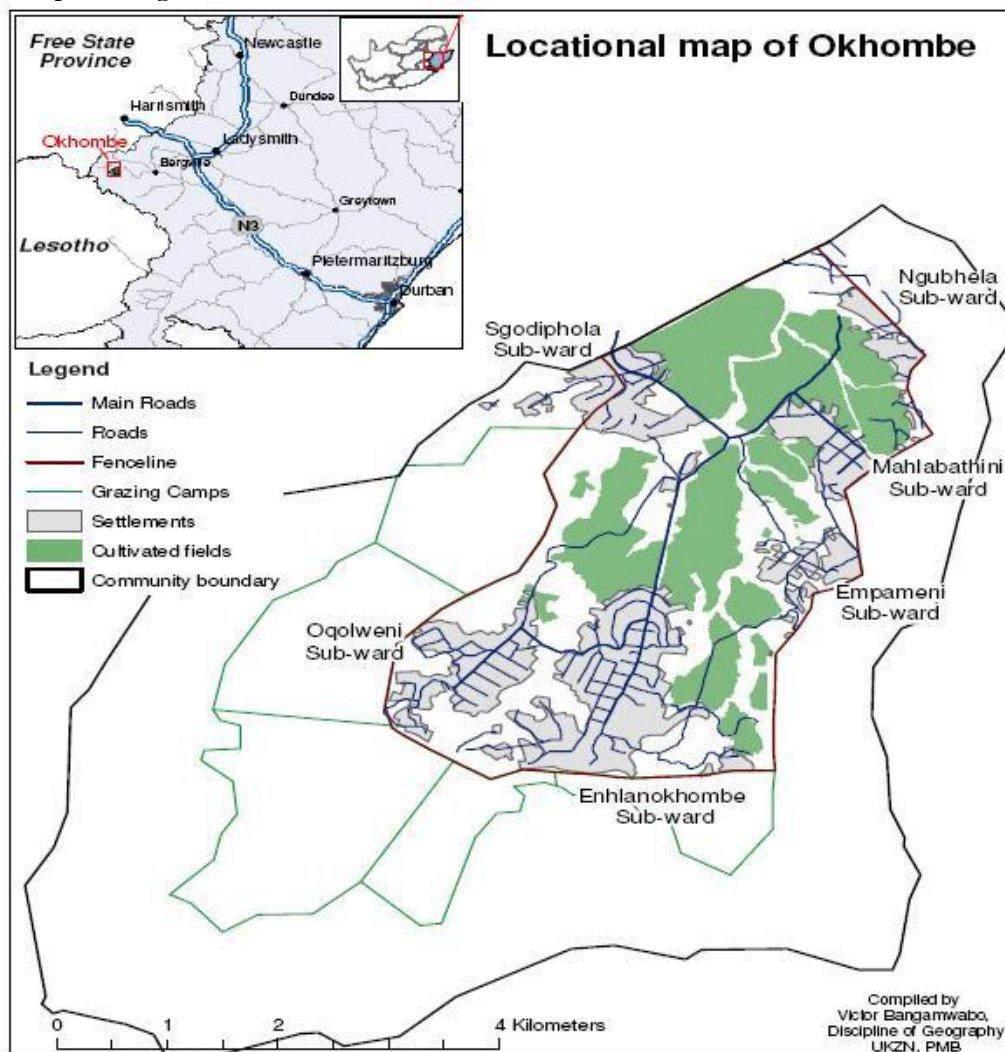 Locational map of Okhombe
Free State
Province
Newcastle
Dundee
Harrismith
Ladysmith
Okhombe
Bergville
Greytown
N3
Lesotho
Pietermaritzburg
Durban
Ngubhela
Sub-ward
Sgodiphola
Sub-ward
Legend
Main Roads
Roads
Fenceline
Grazing Camps
Settlements
Cultivated fields
Community boundary
Mahlabathini
Sub-ward
Empameni
Sub-ward
Oqolweni
Sub-ward
Enhlanokhombe
Sub-ward
0 1 2 4 Kilometers
Compiled by
Victor Bangamwabo,
Discipline of Geography
UKZN, PMB